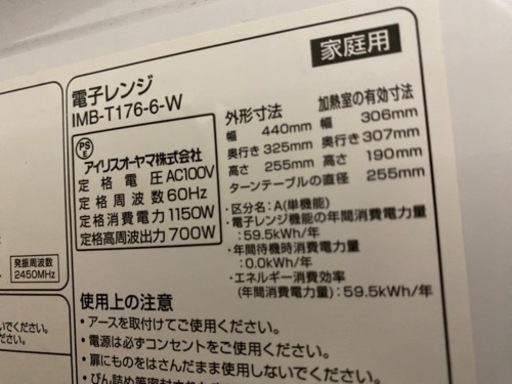 家庭用
電子レンジ
IMB-T176-6-W
PS
E
アイリスオーヤマ株式会社
定格電圧 AC100V
定格周波数 60Hz
定格消費電力 1150W
定格高周波出力 700W
外形寸法
幅 440mm
奥行き 325mm
高さ 255mm
加熱室の有効寸法
幅 306mm
奥行き 307mm
高さ 190mm
ターンテーブルの直径 255mm
・区分名:A(単機能)
・電子レンジ機能の年間消費電力量
:59.5kWh/年
・年間待機時消費電力量
:0.0kWh/年
・エネルギー消費効率
(年間消費電力量):59.5kWh/年
発振周波数
2450MHz
使用上の注意
・アースを取付けてご使用ください。
・電源は必ずコンセントをご使用ください。
・扉にものをはさんだまま使用しないでください。
ないでください。
ください。